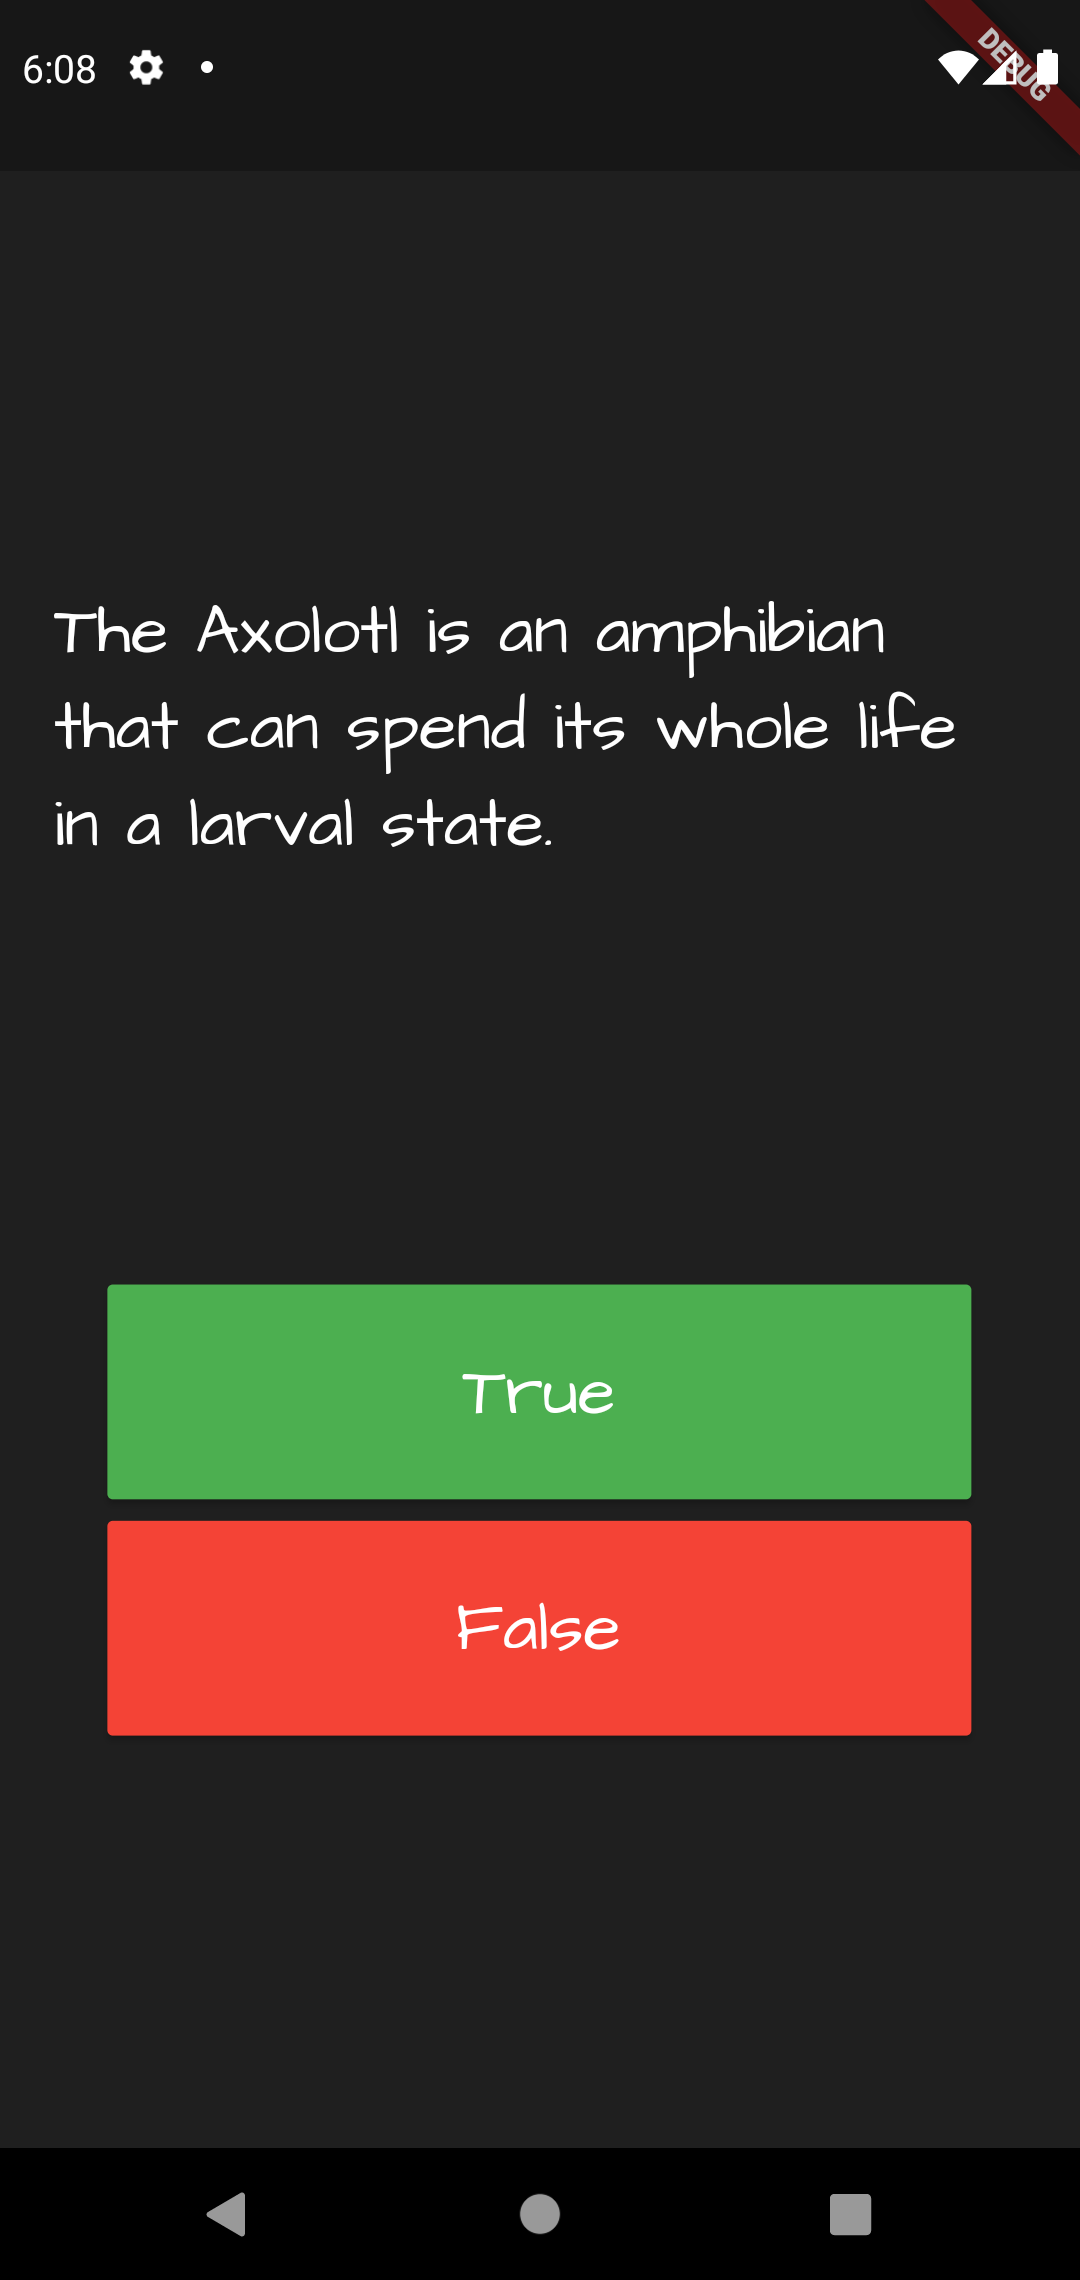 6:08
DEBUG
The Axolotl is an amphibian
that can spend its whole life
in a larval state.
True
False